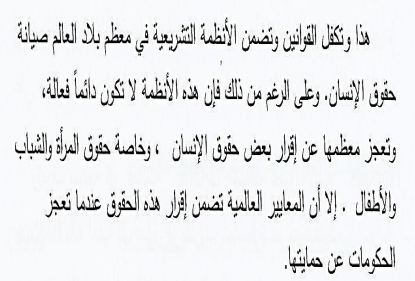 هذا وتكفل القوانين وتضمن الأنظمة التشريعية في معظم بلاد العالم صيانة
حقوق الإنسان. وعلى الرغم من ذلك فإن هذه الأنظمة لا تكون دائماً فعالة،
وتعجز معظمها عن إقرار بعض حقوق الإنسان ، وخاصة حقوق المرأة والشباب
والأطفال . إلا أن المعايير العالمية تضمن إقرار هذه الحقوق عندما تعجز
الحكومات عن حمايتها.